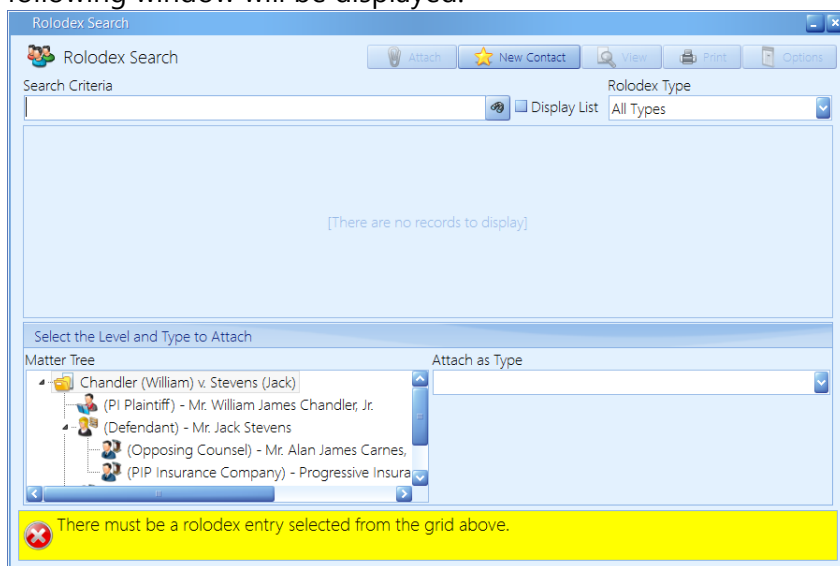 following window will be displayed.
Rolodex Search
Rolodex Search
Attach New Contact View Print Options
Search Criteria Rolodex Type
Display List All Types
[There are no records to display]
Select the Level and Type to Attach
Matter Tree Attach as Type
Chandler (William) v. Stevens (Jack)
(PI Plaintiff) - Mr. William James Chandler, Jr.
(Defendant) - Mr. Jack Stevens
(Opposing Counsel) - Mr. Alan James Carnes,
(PIP Insurance Company) - Progressive Insura
There must be a rolodex entry selected from the grid above.